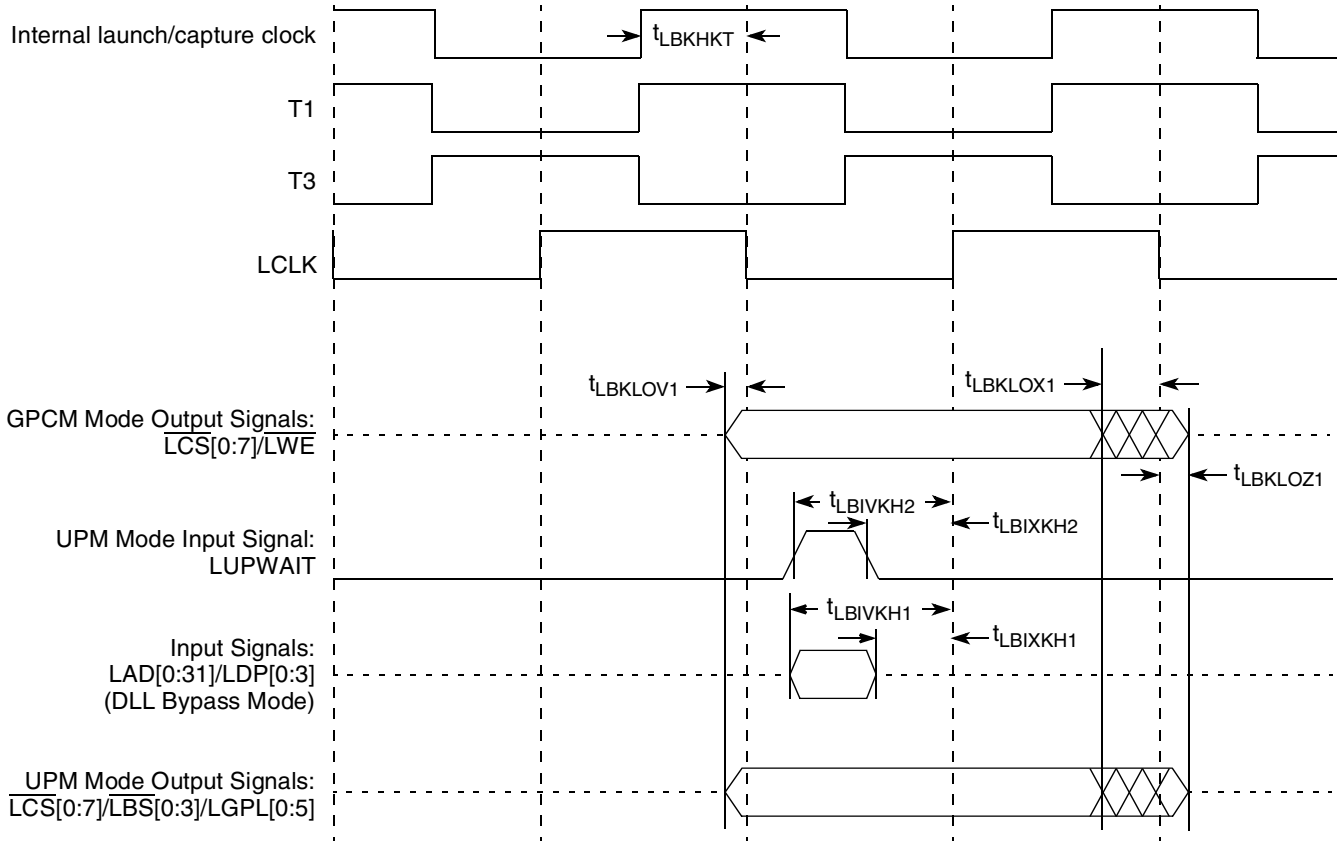 Internal launch/capture clock
tLBKHKT
T1
T3
LCLK
tLBKLOV1
tLBKLOX1
GPCM Mode Output Signals:
LCS[0:7]/LWE
tLBKLOZ1
tLBIVKH2
tLBIXKH2
UPM Mode Input Signal:
LUPWAIT
tLBIVKH1
tLBIXKH1
Input Signals:
LAD[0:31]/LDP[0:3]
(DLL Bypass Mode)
UPM Mode Output Signals:
LCS[0:7]/LBS[0:3]/LGPL[0:5]